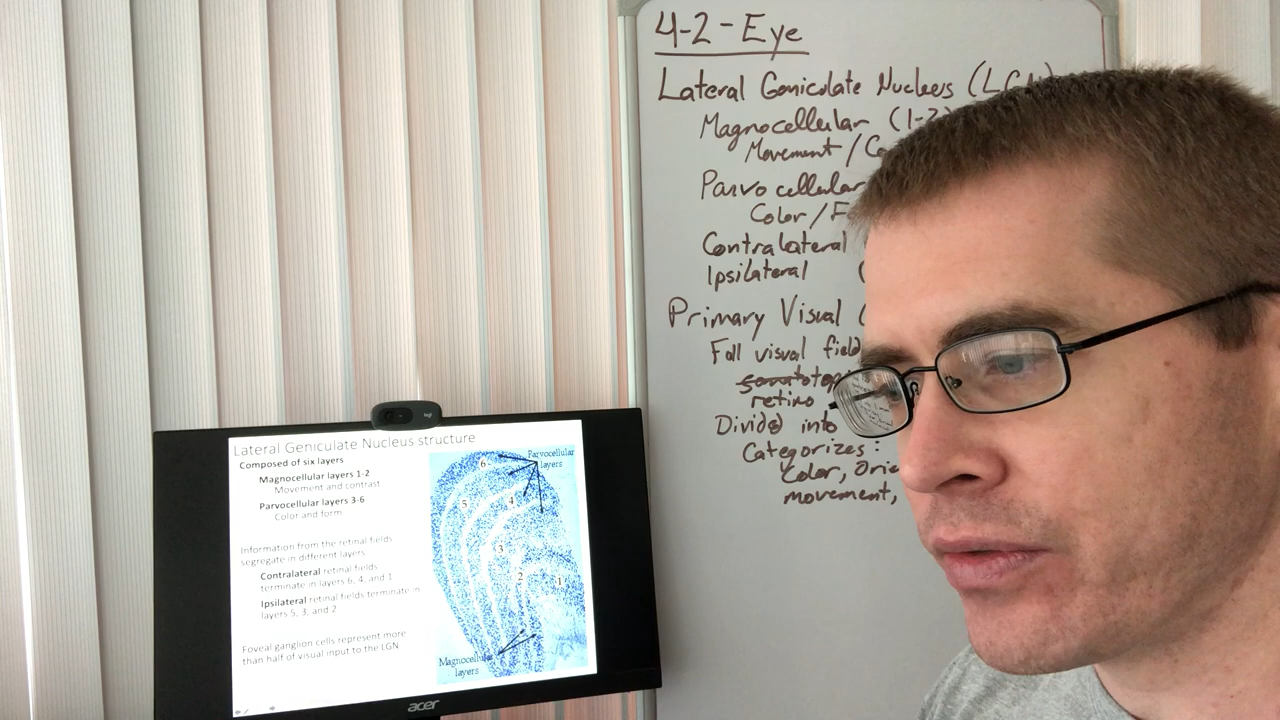 4-2-Eye
Lateral Geniculate Nucleus (LGN)
Magnocellular (1-2)
Movement/Co
Parvocellular
Color/Fo
Contralateral
Ipsilateral (
Primary Visual (
Full visual field
somatotopi
retino
Divided into
Categorizes:
Color, Orie
movement,
Lateral Geniculate Nucleus structure
Composed of six layers
Magnocellular layers 1-2
Movement and contrast
Parvocellular layers 3-6
Color and form
Information from the retinal fields
segregate in different layers
Contralateral retinal fields
terminate in layers 6, 4, and 1
Ipsilateral retinal fields terminate in
layers 5, 3, and 2
Foveal ganglion cells represent more
than half of visual input to the LGN
Parvocellular
layers
6
5
4
3
2
1
Magnocellular
layers
logi
acer